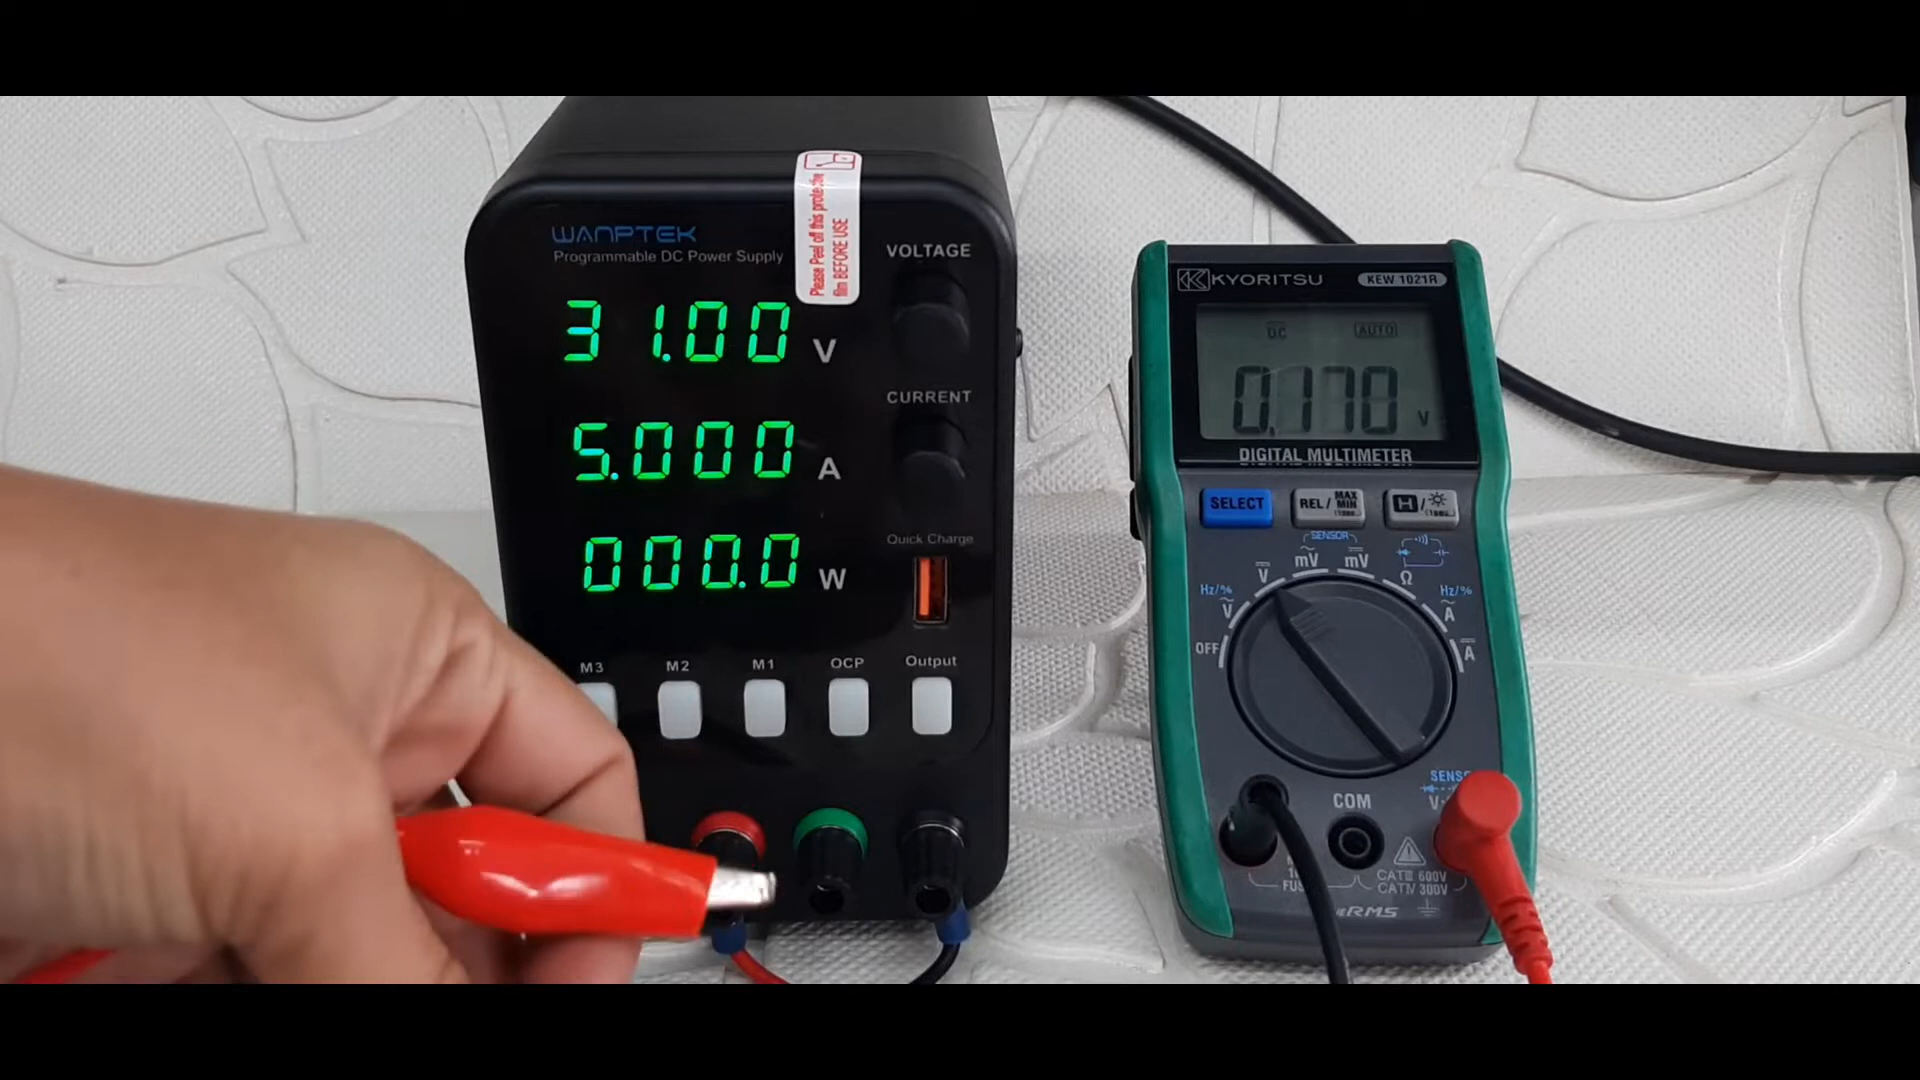 WANPTEK
Programmable DC Power Supply
Please Peel off this protective
film BEFORE USE
VOLTAGE
31.00 V
CURRENT
5.000 A
000.0 W
Quick Charge
M3 M2 M1 OCP Output
KYORITSU KEW 1021R
DC AUTO
0.170 V
DIGITAL MULTIMETER
SELECT REL/ MAX MIN H/
SENSOR
V mV mV
Hz/% Ω Hz/%
V A
OFF A
COM
CAT III 600V
CAT IV 300V
RMS